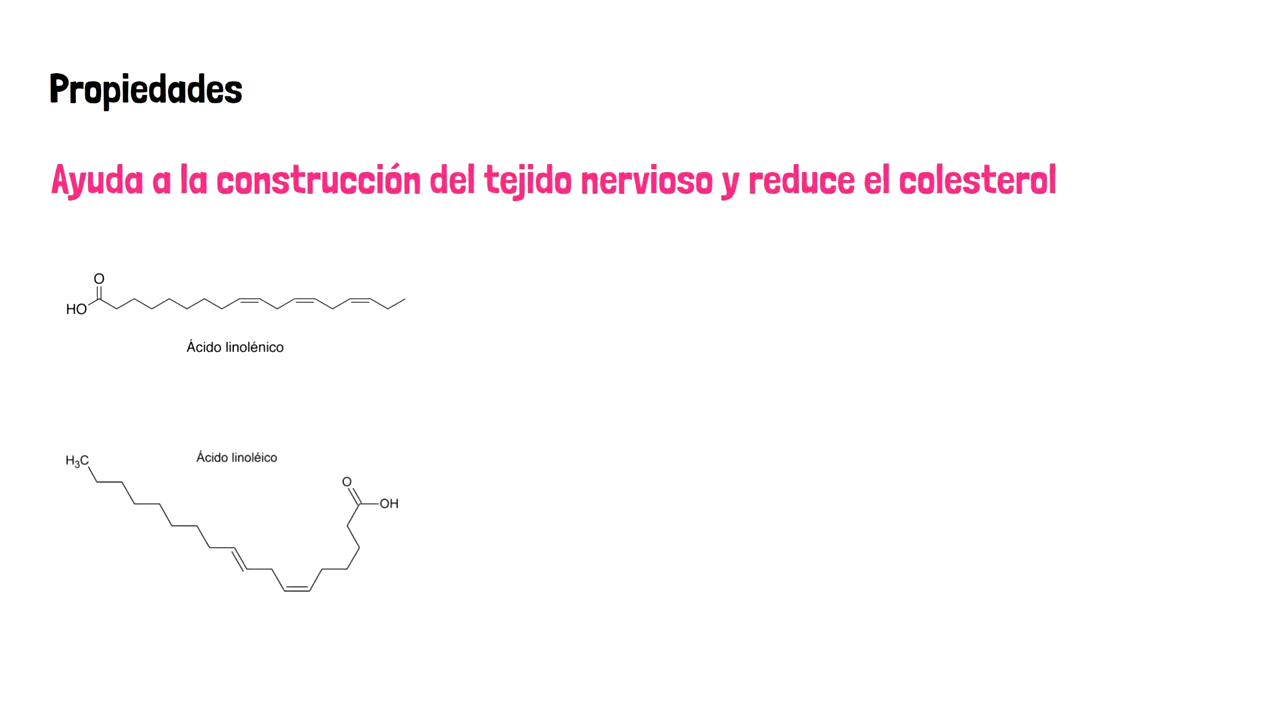 Propiedades
Ayuda a la construcción del tejido nervioso y reduce el colesterol
O
HO
Ácido linolénico
H₃C
Ácido linoléico
O
OH